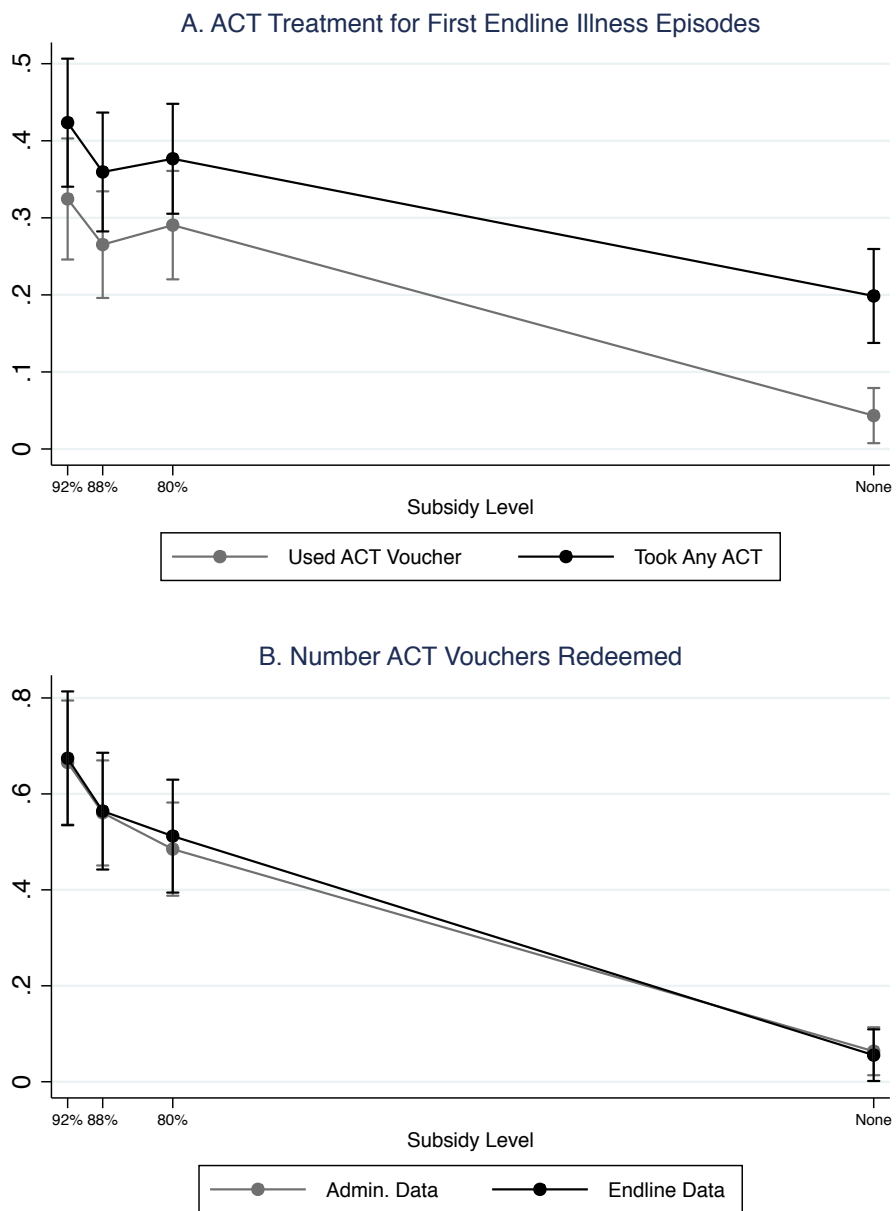 A. ACT Treatment for First Endline Illness Episodes
.5
.4
.3
.2
.1
0
92% 88% 80% None
Subsidy Level
Used ACT Voucher Took Any ACT
B. Number ACT Vouchers Redeemed
.8
.6
.4
.2
0
92% 88% 80% None
Subsidy Level
Admin. Data Endline Data